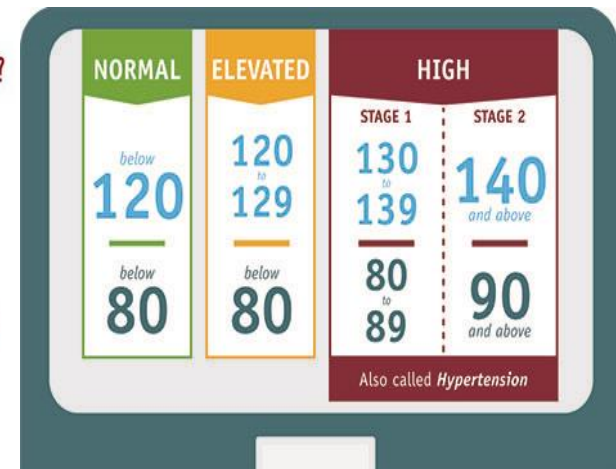 ?
NORMAL
below
120
below
80
ELEVATED
120
to
129
below
80
HIGH
STAGE 1
130
to
139
80
to
89
STAGE 2
140
and above
90
and above
Also called Hypertension